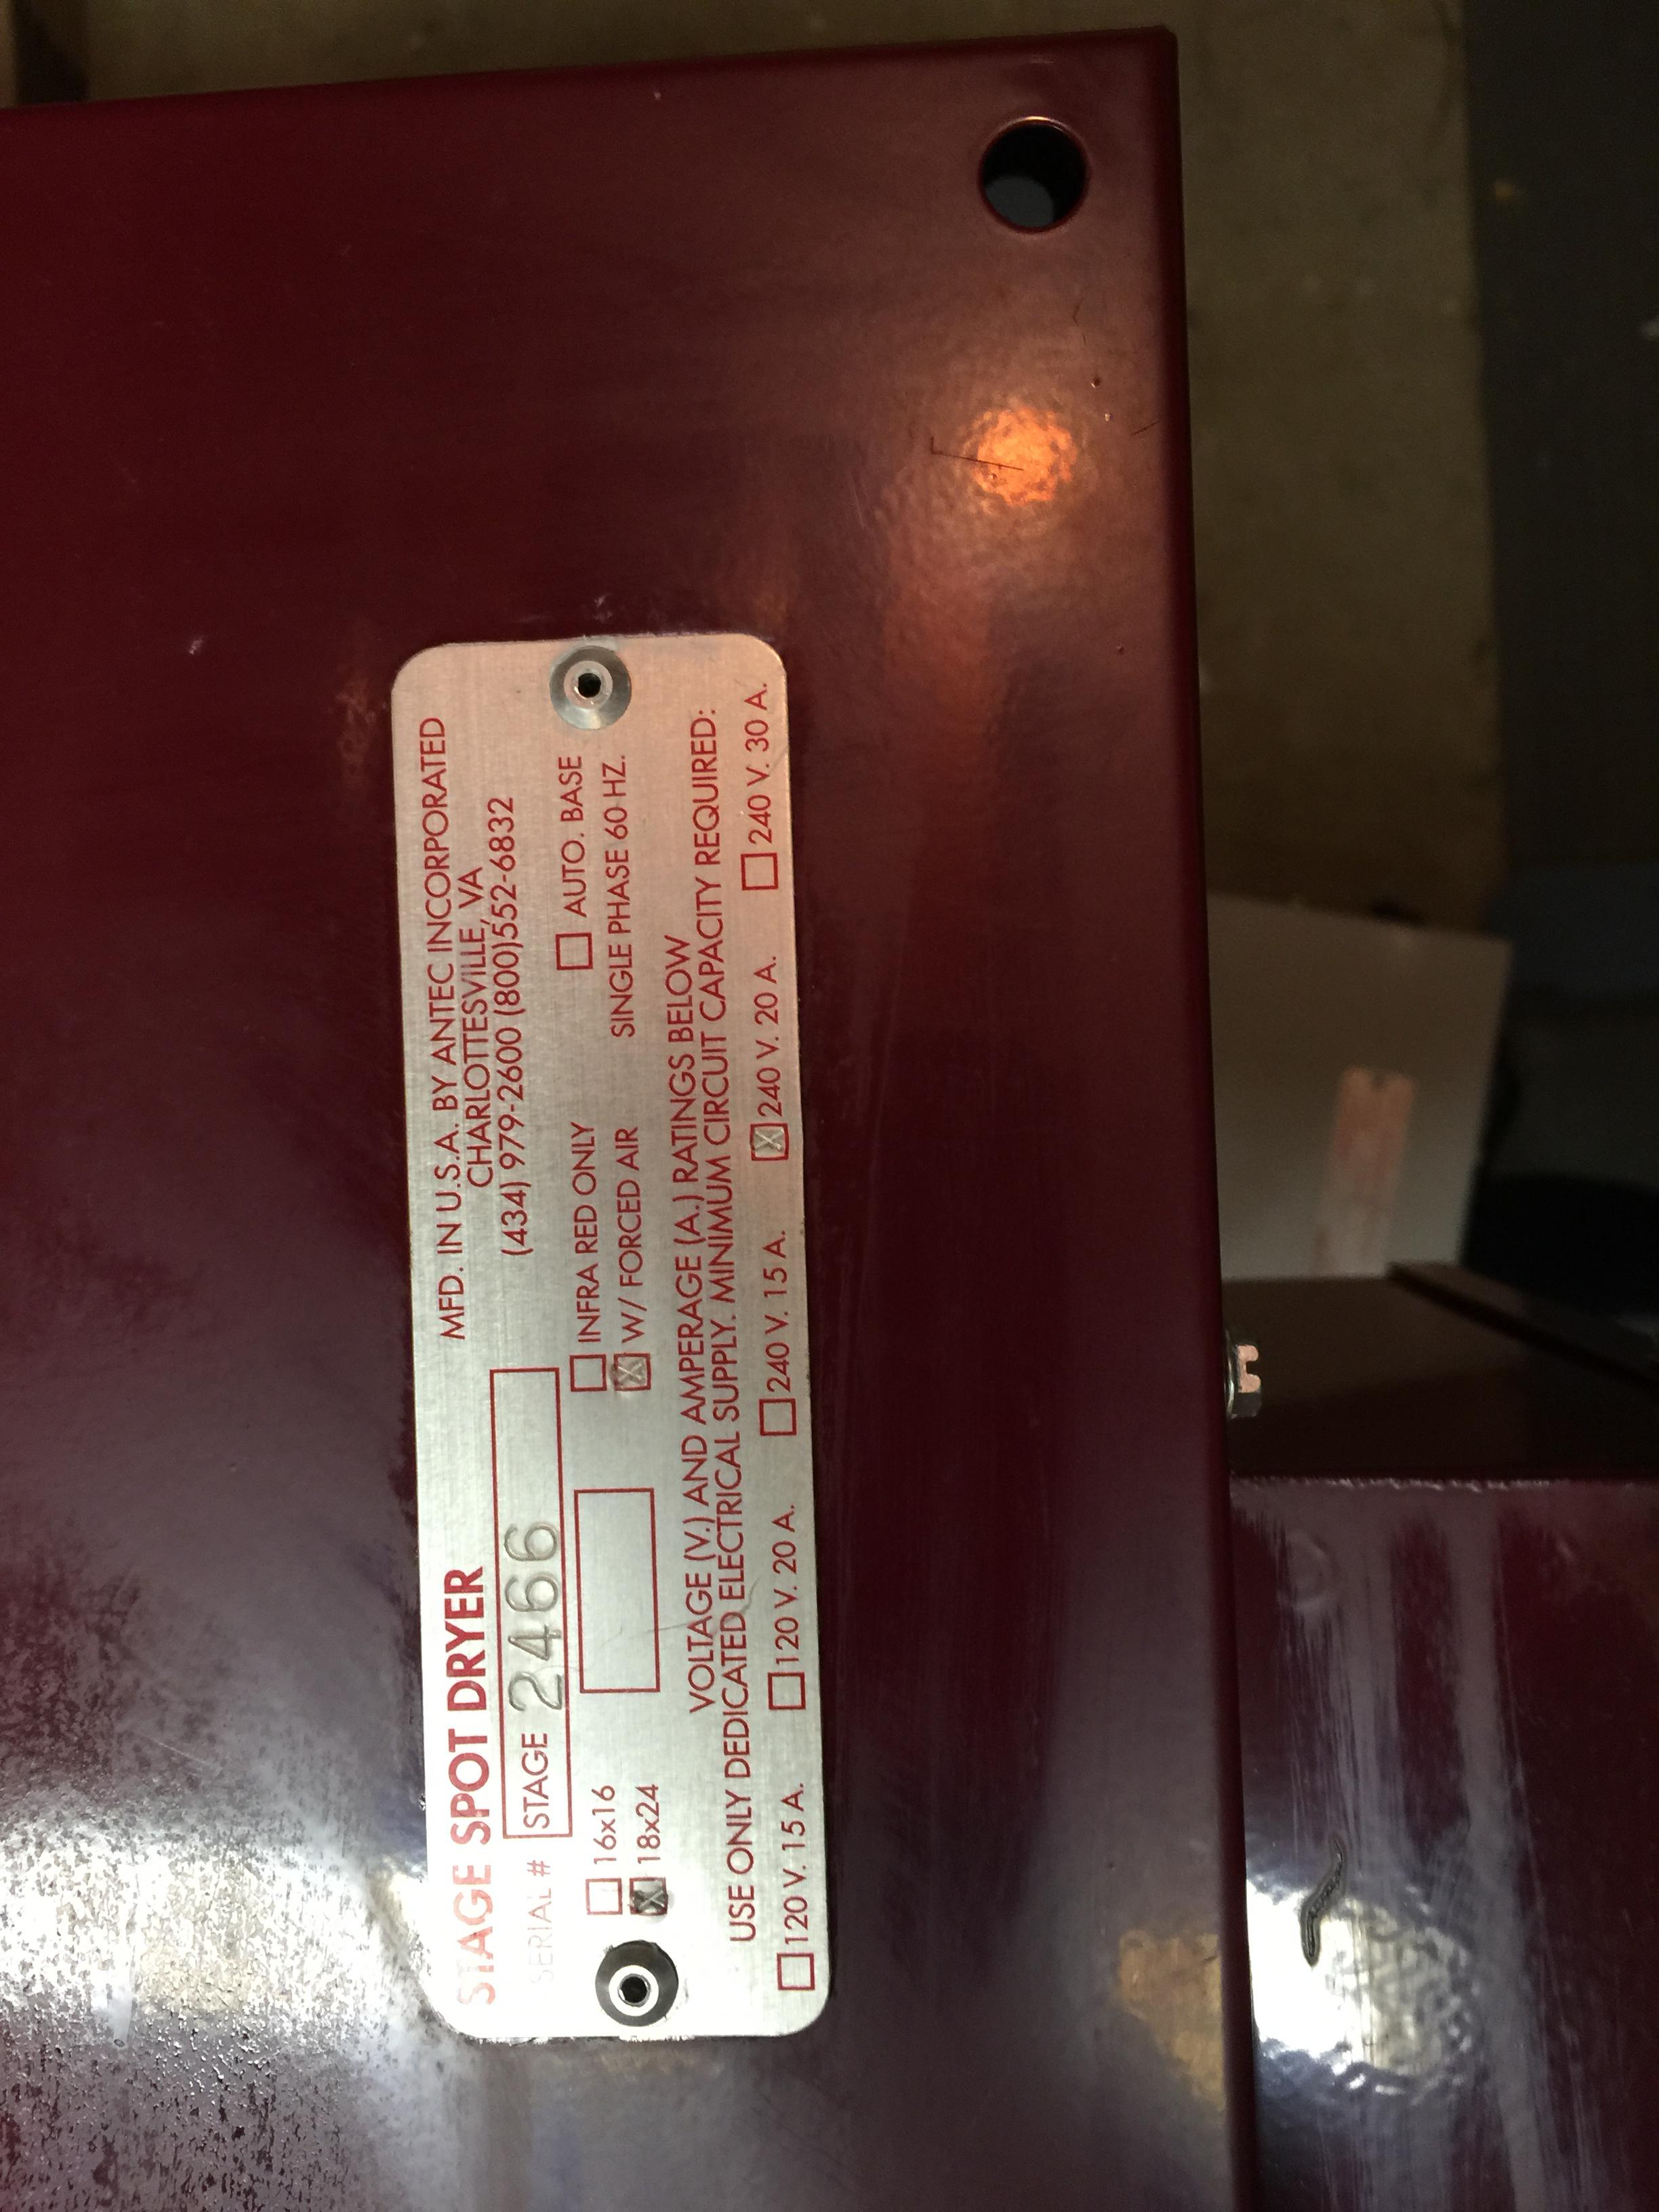 STAGE SPOT DRYER
MFD. IN U.S.A. BY ANTEC INCORPORATED
CHARLOTTESVILLE, VA
(434) 979-2600 (800)552-6832
SERIAL # STAGE 2466
16x16
18x24
INFRA RED ONLY
W/ FORCED AIR
AUTO. BASE
SINGLE PHASE 60 HZ.
VOLTAGE (V.) AND AMPERAGE (A.) RATINGS BELOW
USE ONLY DEDICATED ELECTRICAL SUPPLY. MINIMUM CIRCUIT CAPACITY REQUIRED:
120 V. 15 A. 120 V. 20 A. 240 V. 15 A. 240 V. 20 A. 240 V. 30 A.